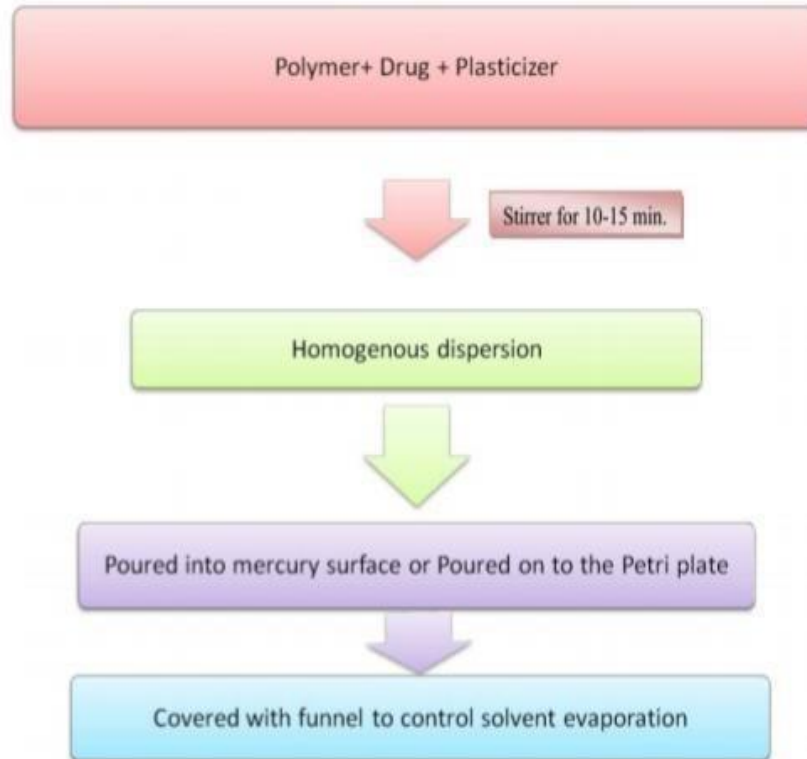 Polymer+ Drug + Plasticizer
Stirrer for 10-15 min.
Homogenous dispersion
Poured into mercury surface or Poured on to the Petri plate
Covered with funnel to control solvent evaporation